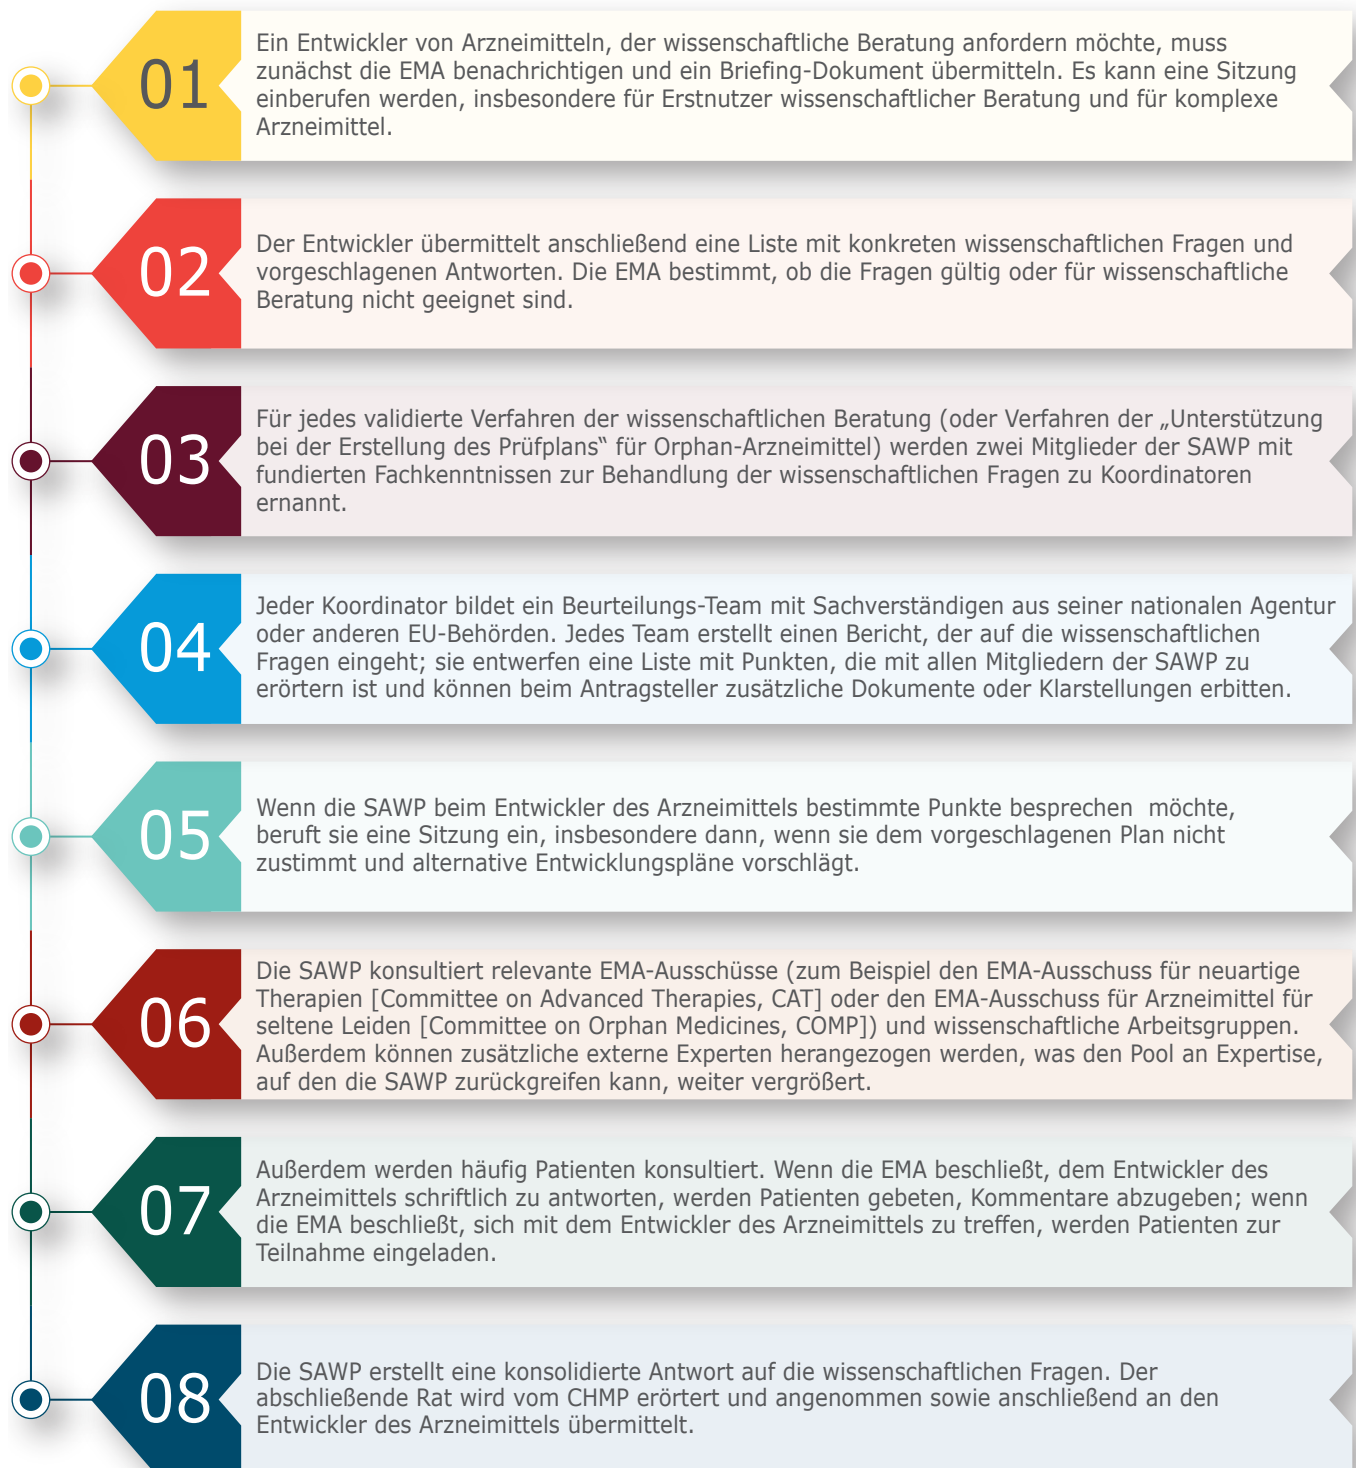 01
Ein Entwickler von Arzneimitteln, der wissenschaftliche Beratung anfordern möchte, muss
zunächst die EMA benachrichtigen und ein Briefing-Dokument übermitteln. Es kann eine Sitzung
einberufen werden, insbesondere für Erstnutzer wissenschaftlicher Beratung und für komplexe
Arzneimittel.
02
Der Entwickler übermittelt anschließend eine Liste mit konkreten wissenschaftlichen Fragen und
vorgeschlagenen Antworten. Die EMA bestimmt, ob die Fragen gültig oder für wissenschaftliche
Beratung nicht geeignet sind.
03
Für jedes validierte Verfahren der wissenschaftlichen Beratung (oder Verfahren der „Unterstützung
bei der Erstellung des Prüfplans“ für Orphan-Arzneimittel) werden zwei Mitglieder der SAWP mit
fundierten Fachkenntnissen zur Behandlung der wissenschaftlichen Fragen zu Koordinatoren
ernannt.
04
Jeder Koordinator bildet ein Beurteilungs-Team mit Sachverständigen aus seiner nationalen Agentur
oder anderen EU-Behörden. Jedes Team erstellt einen Bericht, der auf die wissenschaftlichen
Fragen eingeht; sie entwerfen eine Liste mit Punkten, die mit allen Mitgliedern der SAWP zu
erörtern ist und können beim Antragsteller zusätzliche Dokumente oder Klarstellungen erbitten.
05
Wenn die SAWP beim Entwickler des Arzneimittels bestimmte Punkte besprechen  möchte,
beruft sie eine Sitzung ein, insbesondere dann, wenn sie dem vorgeschlagenen Plan nicht
zustimmt und alternative Entwicklungspläne vorschlägt.
06
Die SAWP konsultiert relevante EMA-Ausschüsse (zum Beispiel den EMA-Ausschuss für neuartige
Therapien [Committee on Advanced Therapies, CAT] oder den EMA-Ausschuss für Arzneimittel für
seltene Leiden [Committee on Orphan Medicines, COMP]) und wissenschaftliche Arbeitsgruppen.
Außerdem können zusätzliche externe Experten herangezogen werden, was den Pool an Expertise,
auf den die SAWP zurückgreifen kann, weiter vergrößert.
07
Außerdem werden häufig Patienten konsultiert. Wenn die EMA beschließt, dem Entwickler des
Arzneimittels schriftlich zu antworten, werden Patienten gebeten, Kommentare abzugeben; wenn
die EMA beschließt, sich mit dem Entwickler des Arzneimittels zu treffen, werden Patienten zur
Teilnahme eingeladen.
08
Die SAWP erstellt eine konsolidierte Antwort auf die wissenschaftlichen Fragen. Der
abschließende Rat wird vom CHMP erörtert und angenommen sowie anschließend an den
Entwickler des Arzneimittels übermittelt.